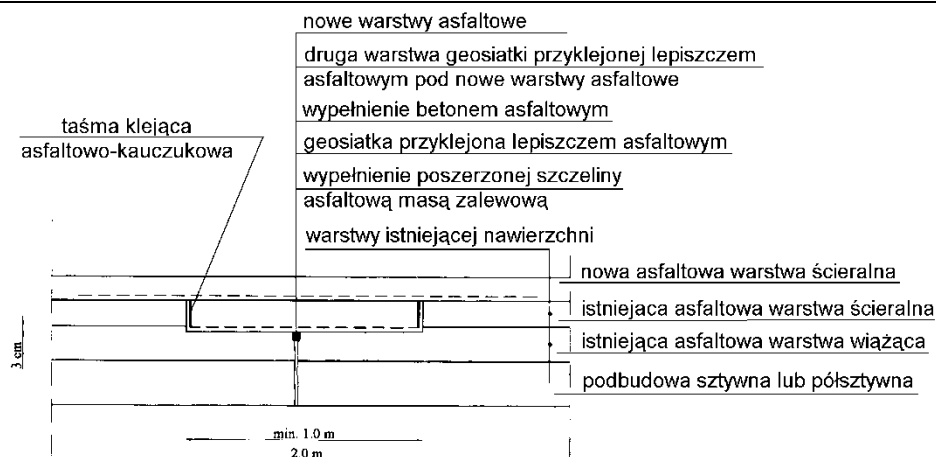 nowe warstwy asfaltowe
druga warstwa geosiatki przyklejonej lepiszczem
asfaltowym pod nowe warstwy asfaltowe
wypełnienie betonem asfaltowym
geosiatka przyklejona lepiszczem asfaltowym
wypełnienie poszerzonej szczeliny
asfaltową masą zalewową
warstwy istniejącej nawierzchni
taśma klejąca
asfaltowo-kauczukowa
nowa asfaltowa warstwa ścieralna
istniejaca asfaltowa warstwa ścieralna
istniejąca asfaltowa warstwa wiążąca
podbudowa sztywna lub półsztywna
3 cm
min. 1.0 m
2.0 m